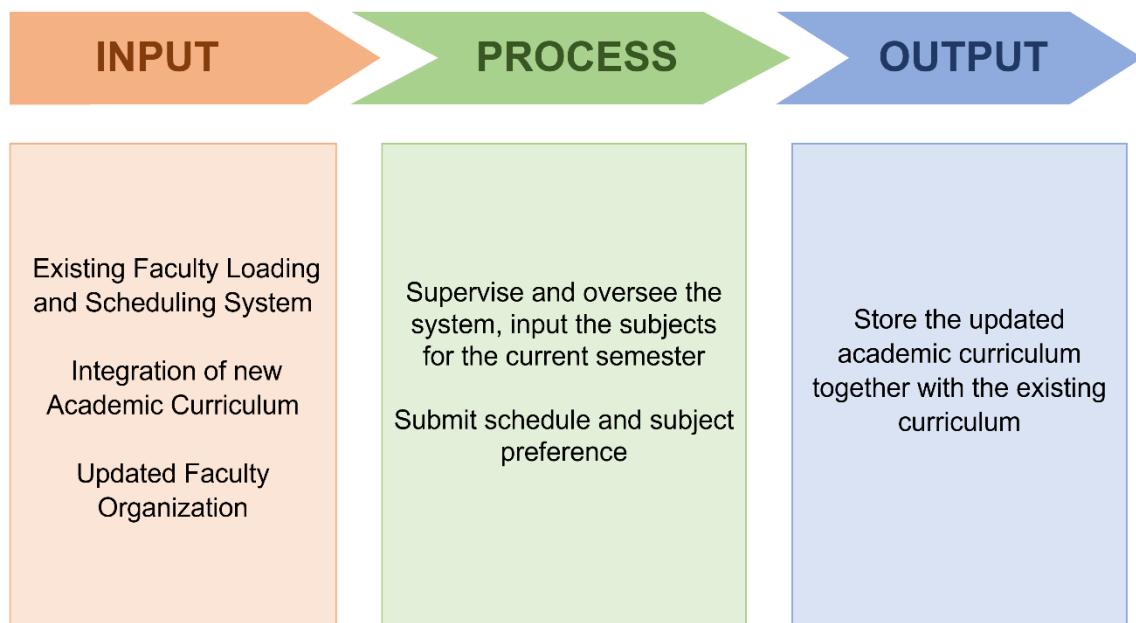 INPUT
PROCESS
OUTPUT
Existing Faculty Loading
and Scheduling System
Integration of new
Academic Curriculum
Updated Faculty
Organization
Supervise and oversee the
system, input the subjects
for the current semester
Submit schedule and subject
preference
Store the updated
academic curriculum
together with the existing
curriculum